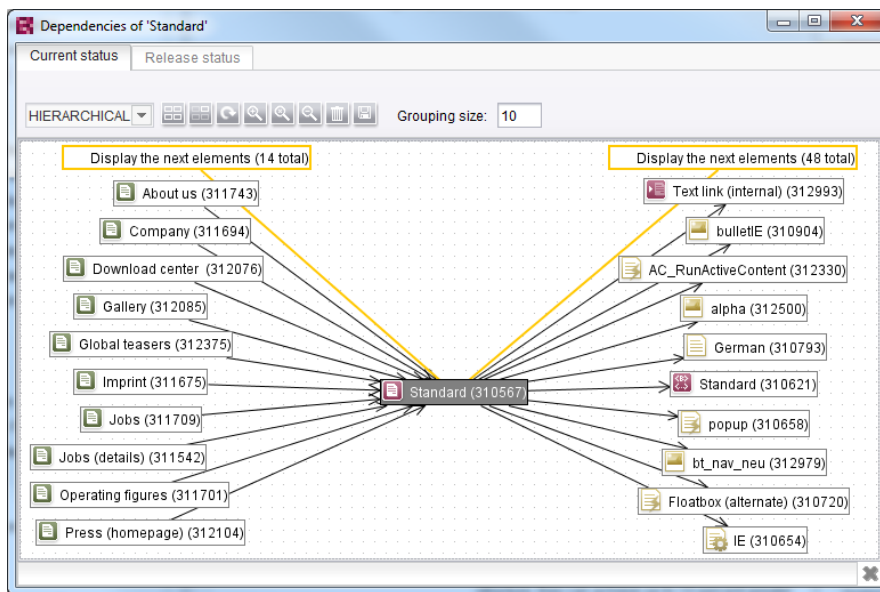 Dependencies of 'Standard'
Current status
Release status
HIERARCHICAL
Grouping size: 10
Display the next elements (14 total)
About us (311743)
Company (311694)
Download center (312076)
Gallery (312085)
Global teasers (312375)
Imprint (311675)
Jobs (311709)
Jobs (details) (311542)
Operating figures (311701)
Press (homepage) (312104)
Standard (310567)
Display the next elements (48 total)
Text link (internal) (312993)
bulletIE (310904)
AC_RunActiveContent (312330)
alpha (312500)
German (310793)
Standard (310621)
popup (310658)
bt_nav_neu (312979)
Floatbox (alternate) (310720)
IE (310654)